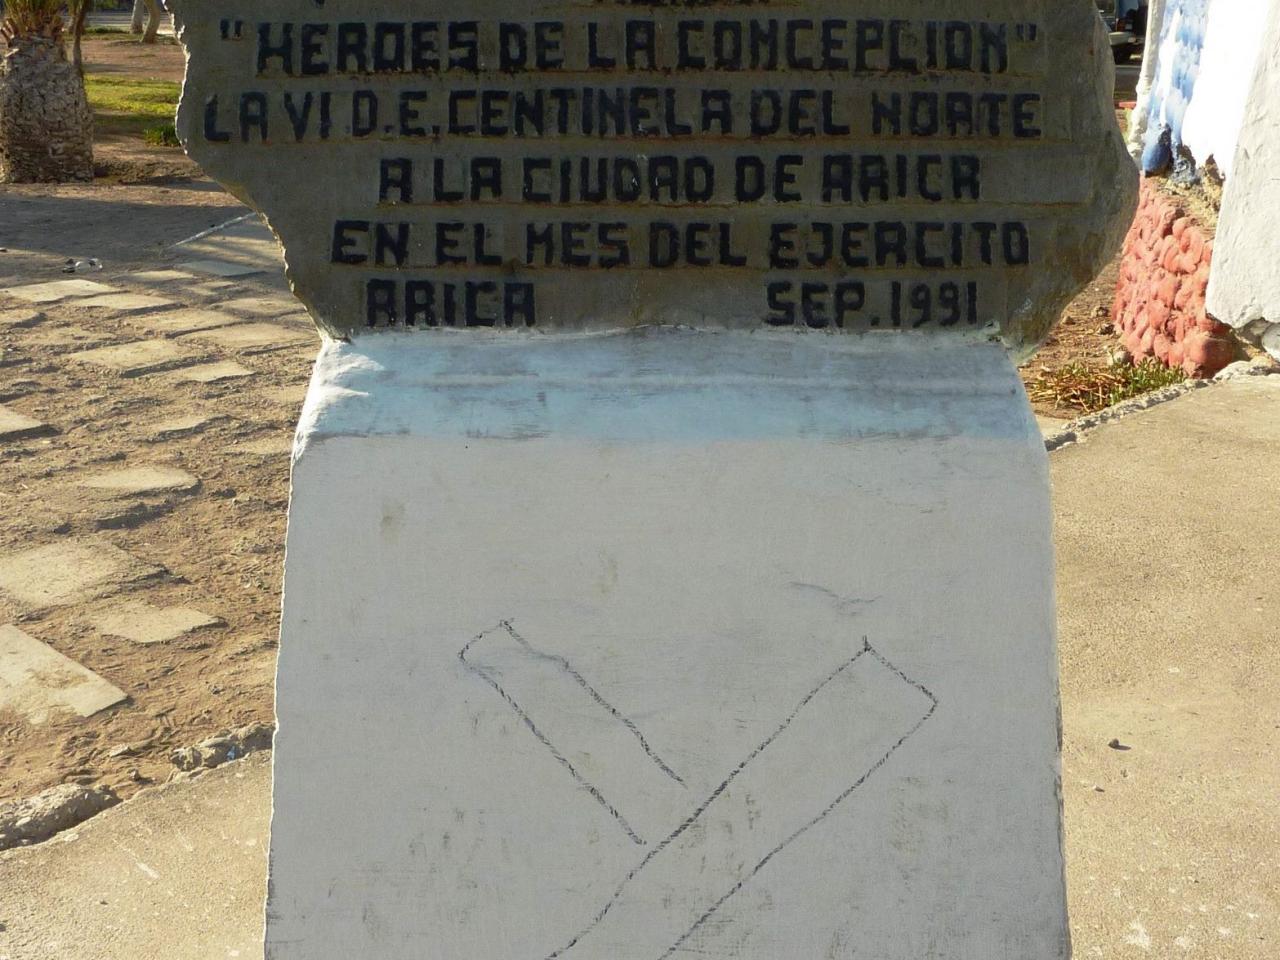 "HEROES DE LA CONCEPCION"
LA VI D.E. CENTINELA DEL NORTE
A LA CIUDAD DE ARICA
EN EL MES DEL EJERCITO
ARICA SEP. 1991